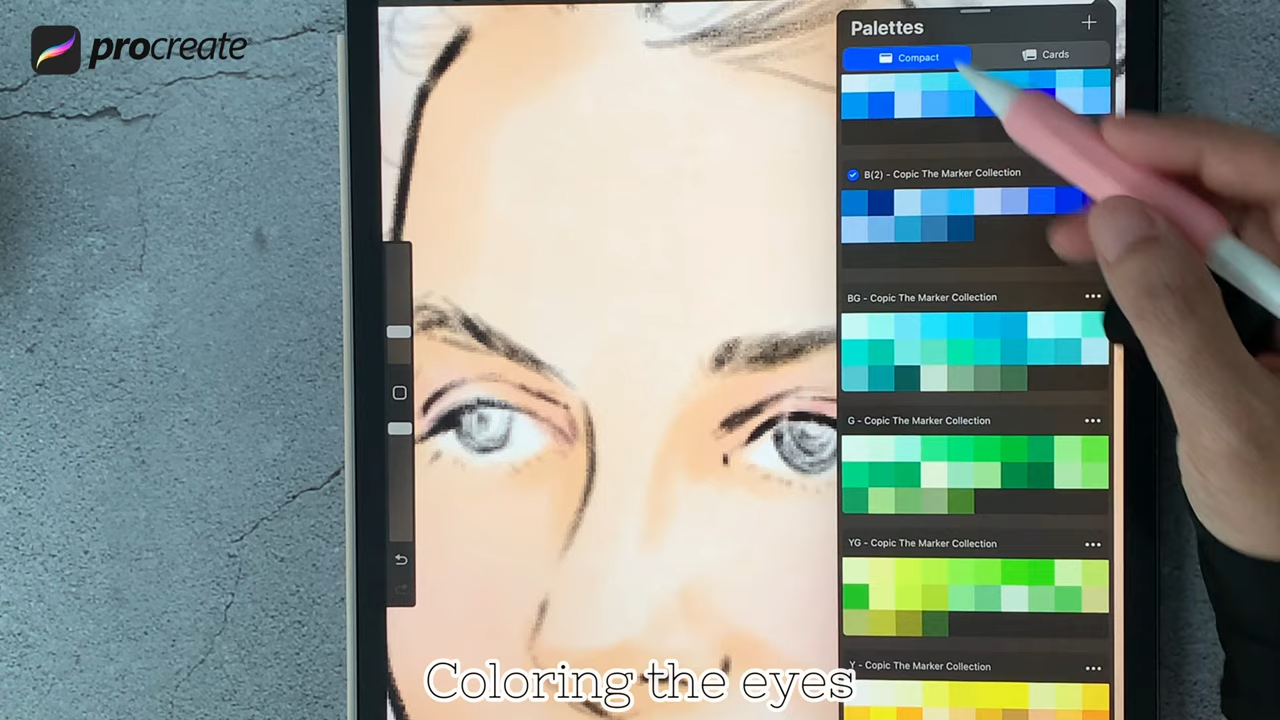 procreate
Palettes
Compact
Cards
B(2) - Copic The Marker Collection
BG - Copic The Marker Collection
G - Copic The Marker Collection
YG - Copic The Marker Collection
Y - Copic The Marker Collection
Coloring the eyes